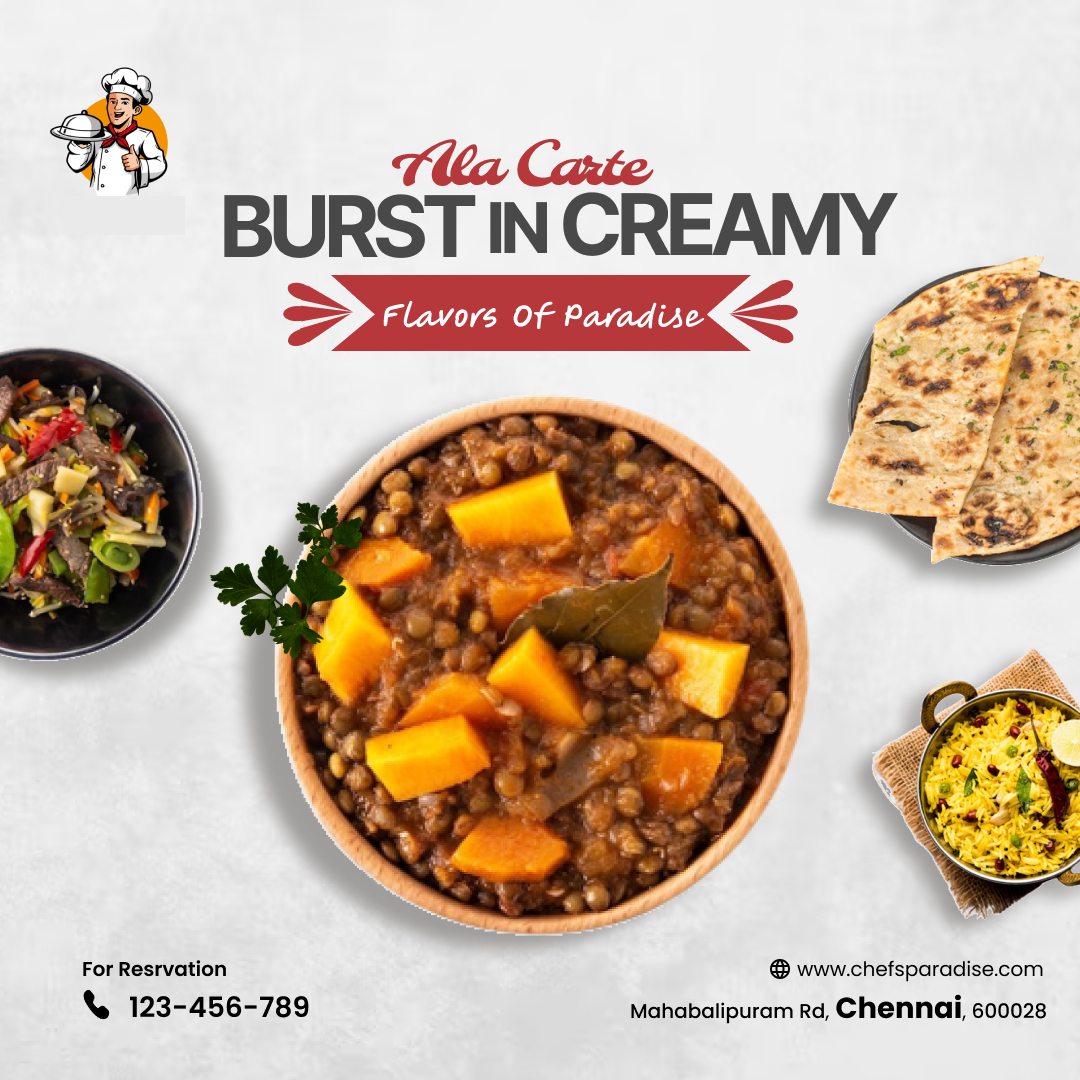 Ala Carte
BURST IN CREAMY
Flavors Of Paradise
For Resrvation
123-456-789
www.chefsparadise.com
Mahabalipuram Rd, Chennai, 600028